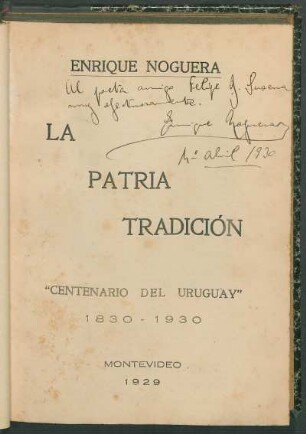 ENRIQUE NOGUERA
Al poeta amigo Felipe
muy afectuosamente.
Enrique Noguera
abril 1930
LA
PATRIA
TRADICIÓN
"CENTENARIO DEL URUGUAY"
1830 - 1930
MONTEVIDEO
1929